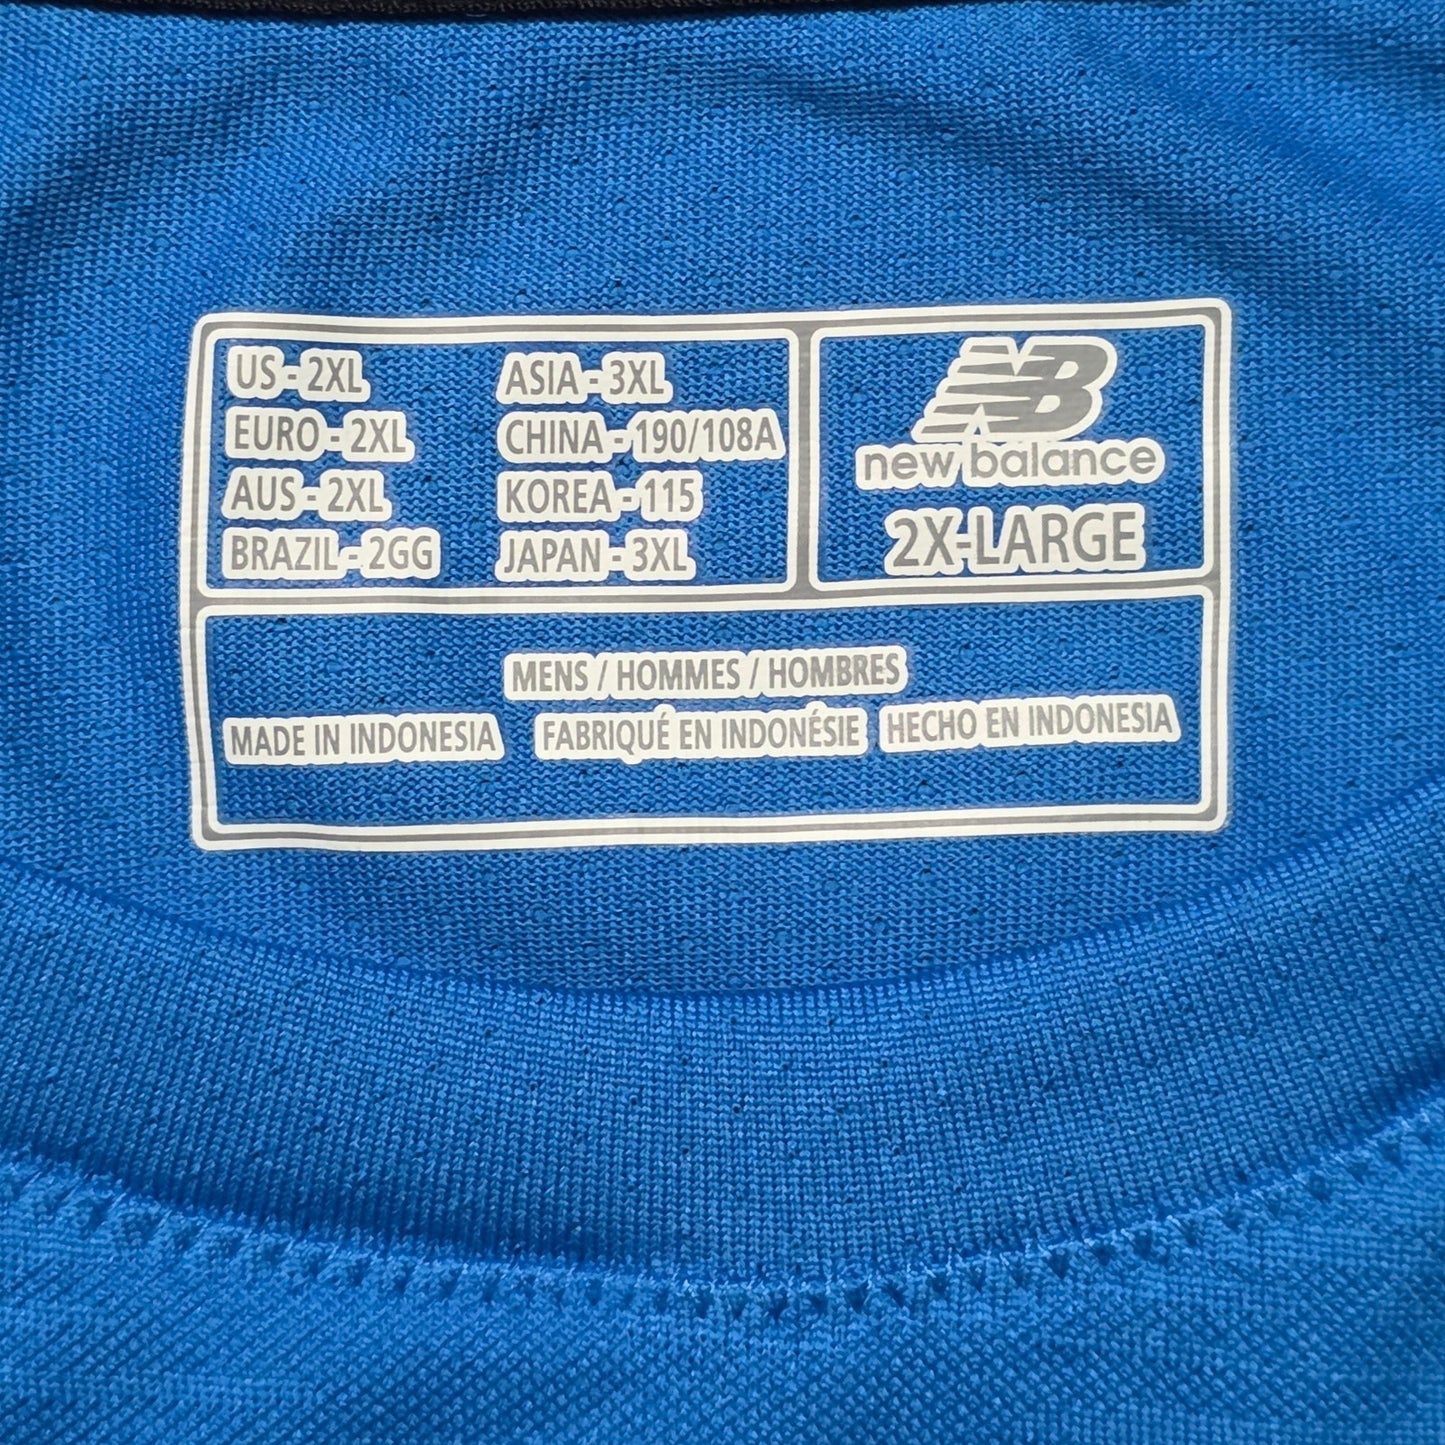 US - 2XL
EURO - 2XL
AUS - 2XL
BRAZIL - 2GG
ASIA - 3XL
CHINA - 190/108A
KOREA - 115
JAPAN - 3XL
NB
new balance
2X-LARGE
MENS / HOMMES / HOMBRES
MADE IN INDONESIA FABRIQUÉ EN INDONÉSIE HECHO EN INDONESIA